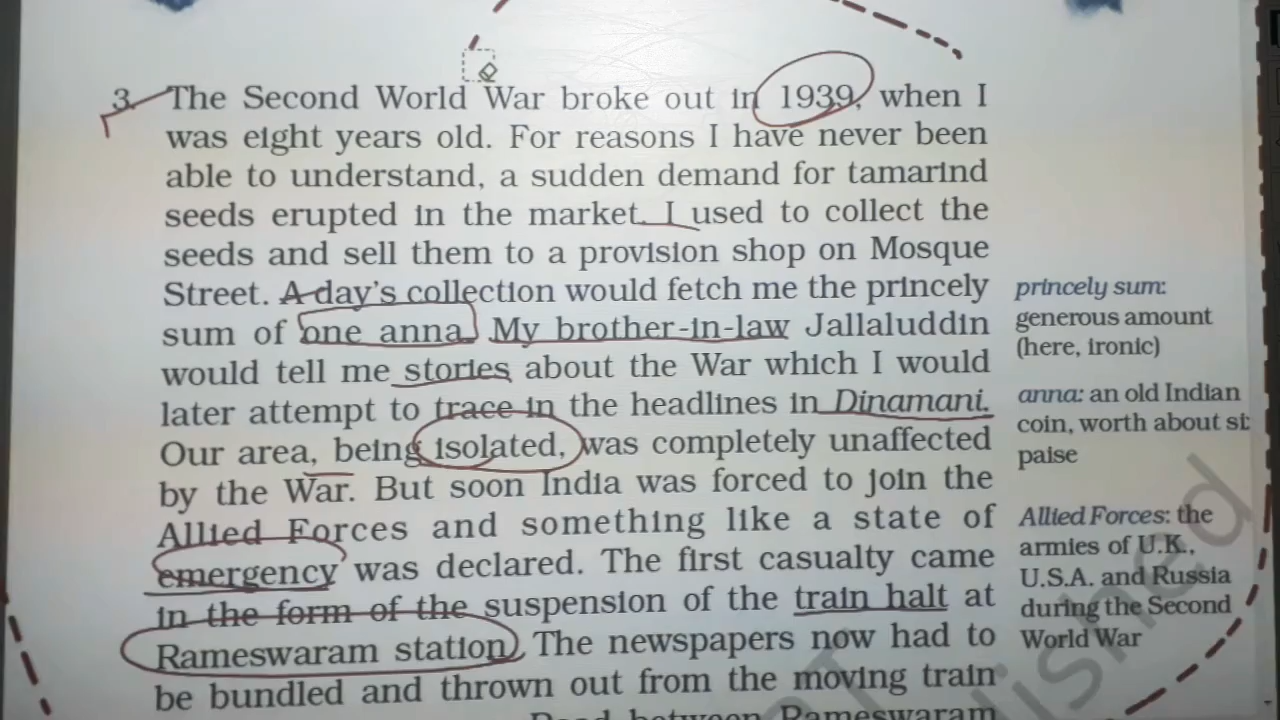 3. The Second World War broke out in 1939, when I
was eight years old. For reasons I have never been
able to understand, a sudden demand for tamarind
seeds erupted in the market. I used to collect the
seeds and sell them to a provision shop on Mosque
Street. A day's collection would fetch me the princely
sum of one anna. My brother-in-law Jallaluddin
would tell me stories about the War which I would
later attempt to trace in the headlines in Dinamani.
Our area, being isolated, was completely unaffected
by the War. But soon India was forced to join the
Allied Forces and something like a state of
emergency was declared. The first casualty came
in the form of the suspension of the train halt at
Rameswaram station. The newspapers now had to
be bundled and thrown out from the moving train
Road between Rameswaram
princely sum:
generous amount
(here, ironic)
anna: an old Indian
coin, worth about
paise
Allied Forces: the
armies of U.K.,
U.S.A. and Russia
during the Second
World War